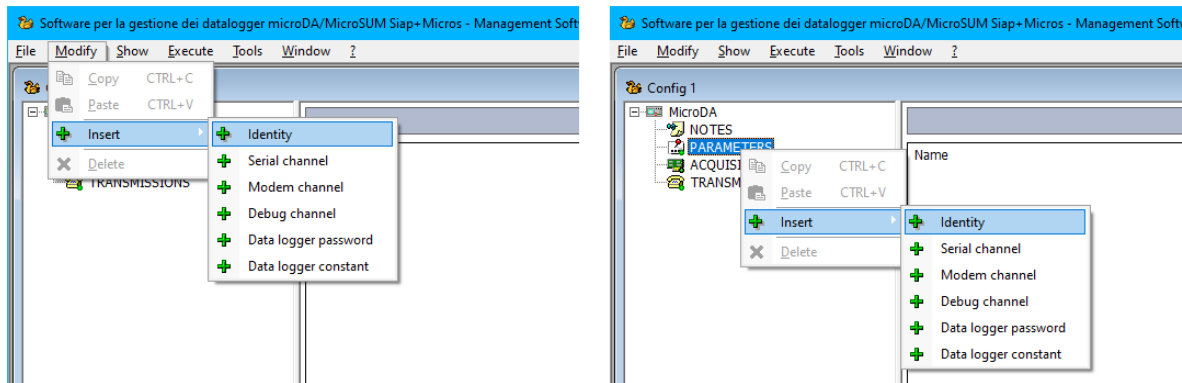 Software per la gestione dei datalogger microDA/MicroSUM Siap+Micros - Management Soft
File Modify Show Execute Tools Window ?
Copy CTRL+C
Paste CTRL+V
Insert
Delete
TRANSMISSIONS
Identity
Serial channel
Modem channel
Debug channel
Data logger password
Data logger constant
Software per la gestione dei datalogger microDA/MicroSUM Siap+Micros - Management Softw
File Modify Show Execute Tools Window ?
Config 1
MicroDA
NOTES
PARAMETERS
ACQUISI
TRANSM
Name
Copy CTRL+C
Paste CTRL+V
Insert
Delete
Identity
Serial channel
Modem channel
Debug channel
Data logger password
Data logger constant